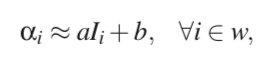 αᵢ ≈ aIᵢ + b, ∀i ∈ w,